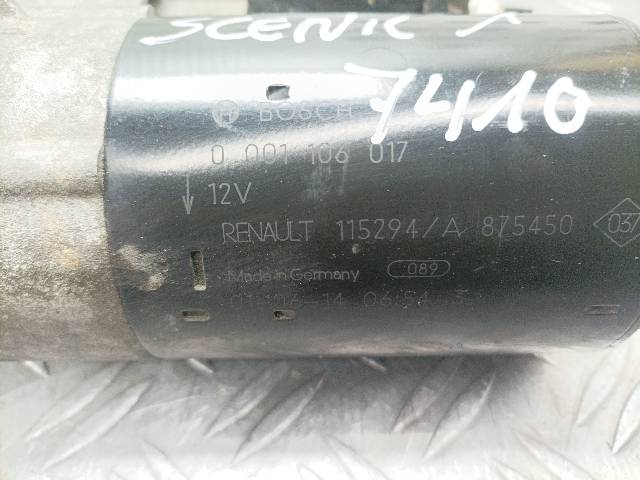 SCENIC
7410
BOSCH
0 001 106 017
12V
RENAULT 115294/A 875450
037
Made in Germany 089